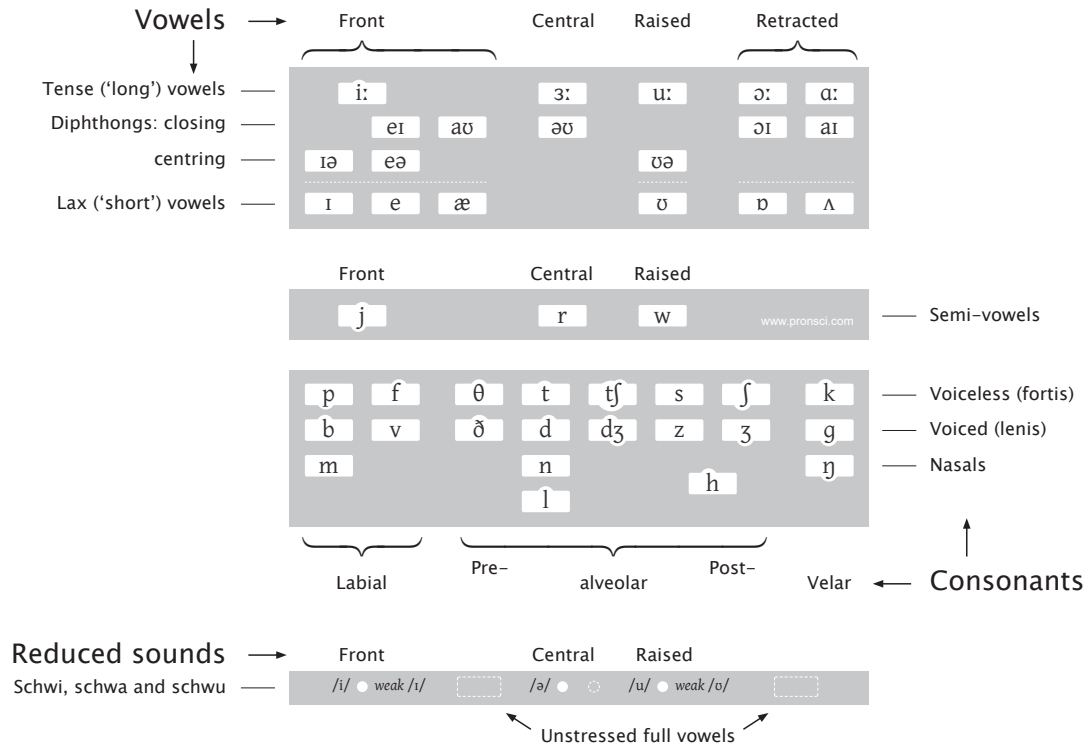 Vowels Front Central Raised Retracted
Tense (‘long’) vowels iː ɜː uː ɔː ɑː
Diphthongs: closing eɪ aʊ əʊ ɔɪ aɪ
centring ɪə eə ʊə
Lax (‘short’) vowels ɪ e æ ʊ ɒ ʌ
Front Central Raised
j r w www.pronsci.com Semi-vowels
p f θ t tʃ s ʃ k Voiceless (fortis)
b v ð d dʒ z ʒ g Voiced (lenis)
m n h ŋ Nasals
l
Labial Pre- alveolar Post- Velar Consonants
Reduced sounds Front Central Raised
Schwi, schwa and schwu /i/ weak /ɪ/ /ə/ /u/ weak /ʊ/
Unstressed full vowels